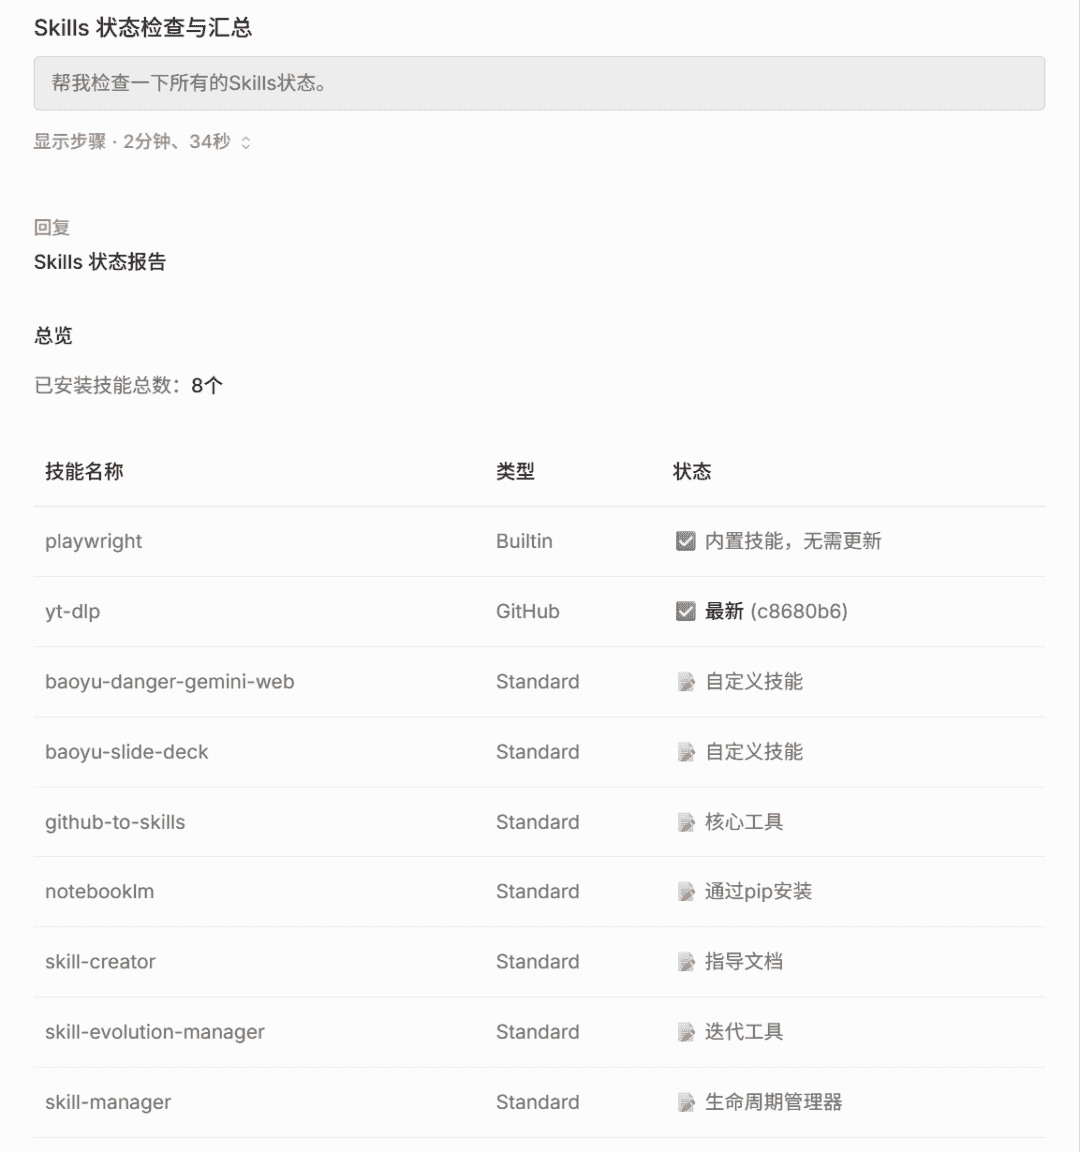 Skills 状态检查与汇总
帮我检查一下所有的Skills状态。
显示步骤 · 2分钟、34秒
回复
Skills 状态报告
总览
已安装技能总数：8个
技能名称 类型 状态
playwright Builtin 内置技能，无需更新
yt-dlp GitHub 最新 (c8680b6)
baoyu-danger-gemini-web Standard 自定义技能
baoyu-slide-deck Standard 自定义技能
github-to-skills Standard 核心工具
notebooklm Standard 通过pip安装
skill-creator Standard 指导文档
skill-evolution-manager Standard 迭代工具
skill-manager Standard 生命周期管理器